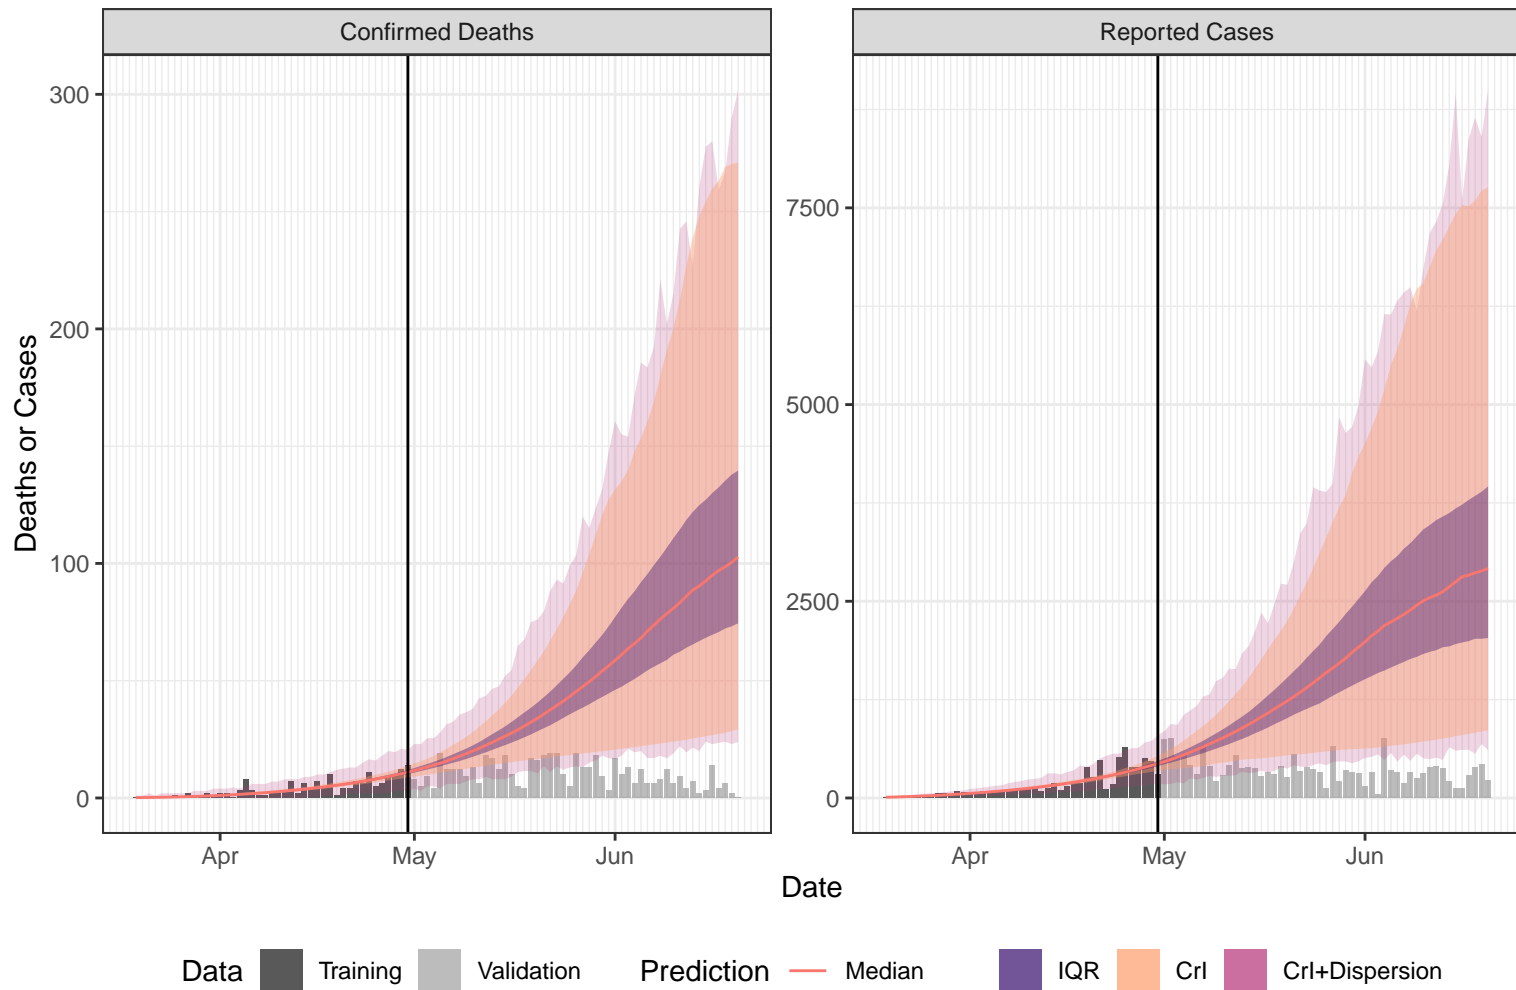 Confirmed Deaths
Reported Cases
Deaths or Cases
300
200
100
0
7500
5000
2500
0
Apr
May
Jun
Apr
May
Jun
Date
Data
Training
Validation
Prediction
Median
IQR
CrI
CrI+Dispersion